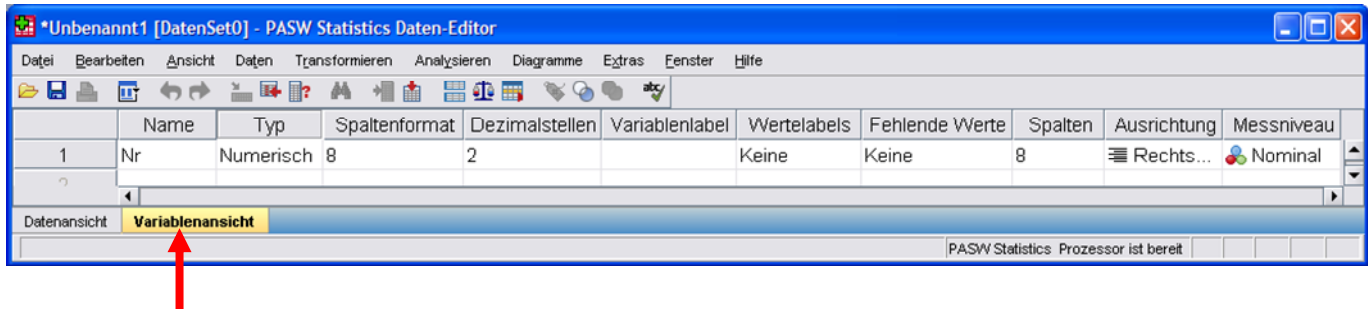 *Unbenannt1 [DatenSet0] - PASW Statistics Daten-Editor
Datei Bearbeiten Ansicht Daten Transformieren Analysieren Diagramme Extras Fenster Hilfe
Name Typ Spaltenformat Dezimalstellen Variablenlabel Wertelabels Fehlende Werte Spalten Ausrichtung Messniveau
1 Nr Numerisch 8 2 Keine Keine 8 Rechts... Nominal
Datenansicht Variablenansicht
PASW Statistics Prozessor ist bereit